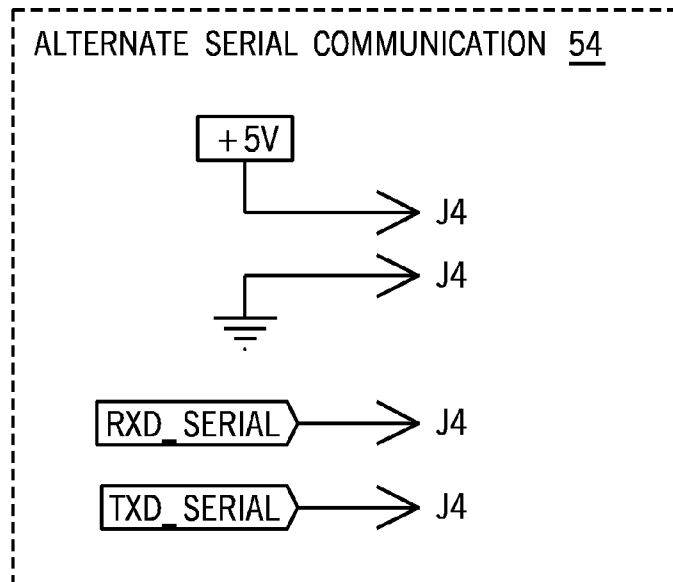 ALTERNATE SERIAL COMMUNICATION 54
+5V
J4
J4
RXD_SERIAL J4
TXD_SERIAL J4